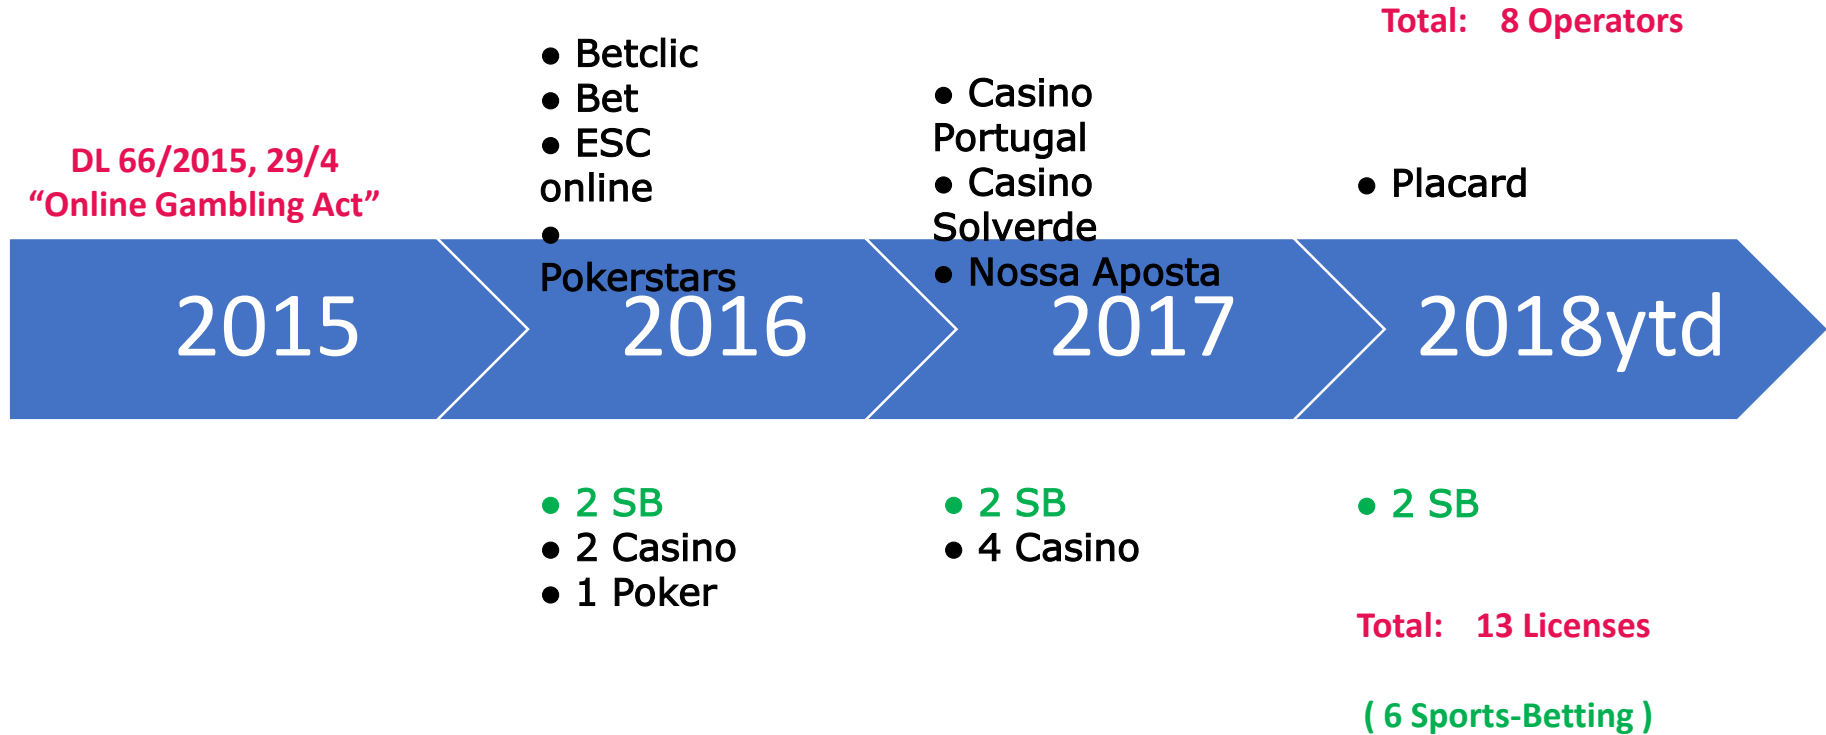 Total: 8 Operators
DL 66/2015, 29/4
“Online Gambling Act”
● Betclic
● Bet
● ESC
online
●
Pokerstars
● Casino
Portugal
● Casino
Solverde
● Nossa Aposta
● Placard
2015
2016
2017
2018ytd
● 2 SB
● 2 Casino
● 1 Poker
● 2 SB
● 4 Casino
● 2 SB
Total: 13 Licenses
( 6 Sports-Betting )